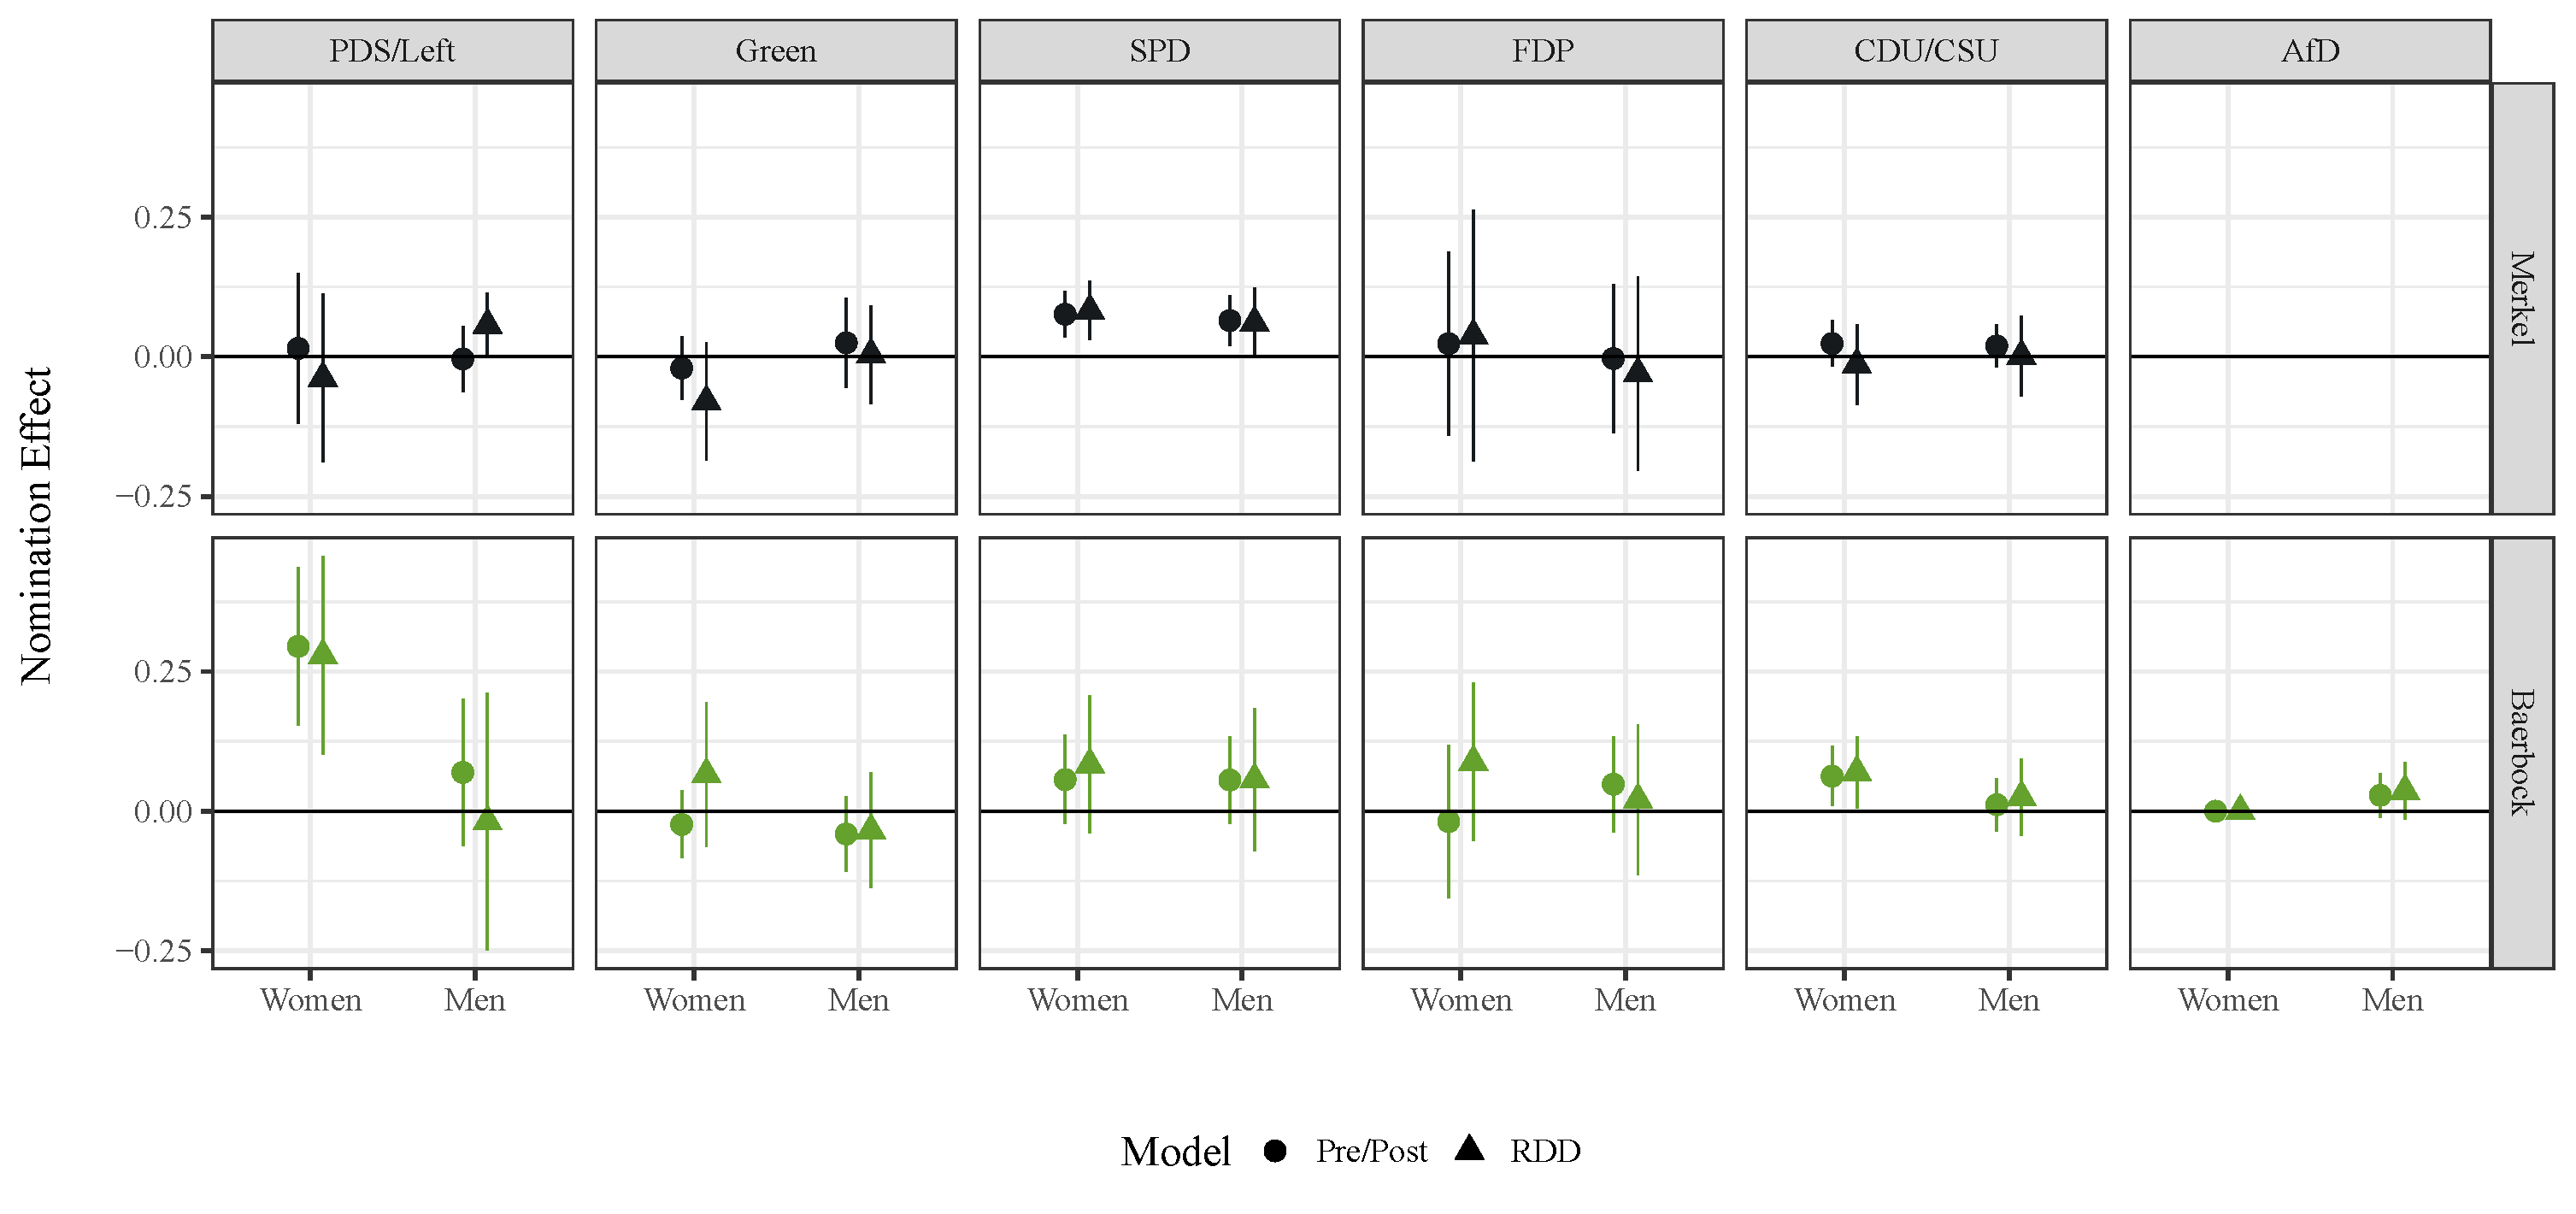 PDS/Left Green SPD FDP CDU/CSU AfD
Nomination Effect
0.25
0.00
−0.25
Merkel
0.25
0.00
−0.25
Baerbock
Women Men Women Men Women Men Women Men Women Men Women Men
Model Pre/Post RDD